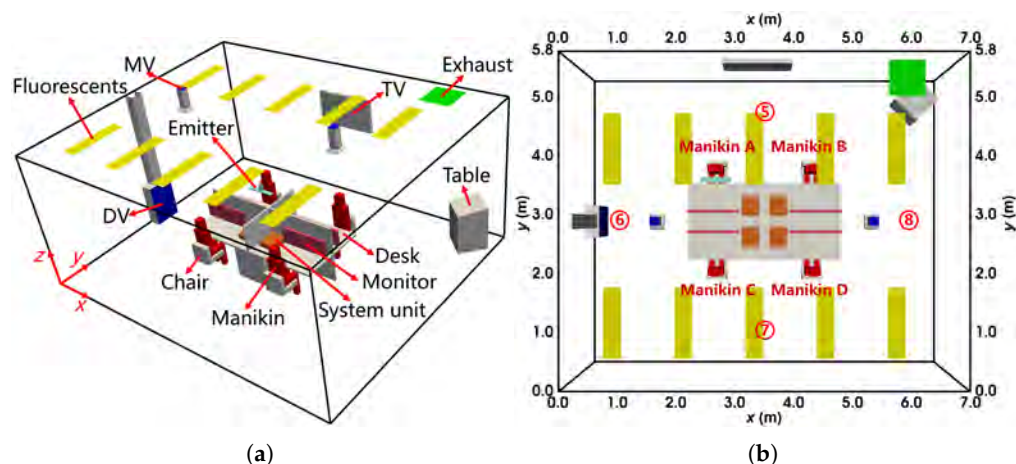 MV
Fluorescents
Emitter
TV
Exhaust
Table
DV
z
y
x
Chair
Manikin
Desk
Monitor
System unit
(a)
x (m)
0.0 1.0 2.0 3.0 4.0 5.0 6.0 7.0
5.8 5.8
5.0 5.0
⑤
Manikin A Manikin B
4.0 4.0
y (m) 3.0 ⑥ ⑧ 3.0 y (m)
2.0 2.0
Manikin C Manikin D
1.0 ⑦ 1.0
0.0 0.0
0.0 1.0 2.0 3.0 4.0 5.0 6.0 7.0
x (m)
(b)